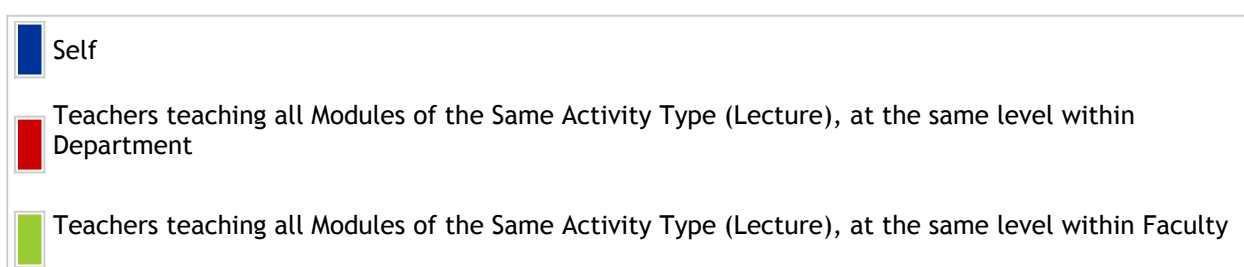 Self
Teachers teaching all Modules of the Same Activity Type (Lecture), at the same level within
Department
Teachers teaching all Modules of the Same Activity Type (Lecture), at the same level within Faculty